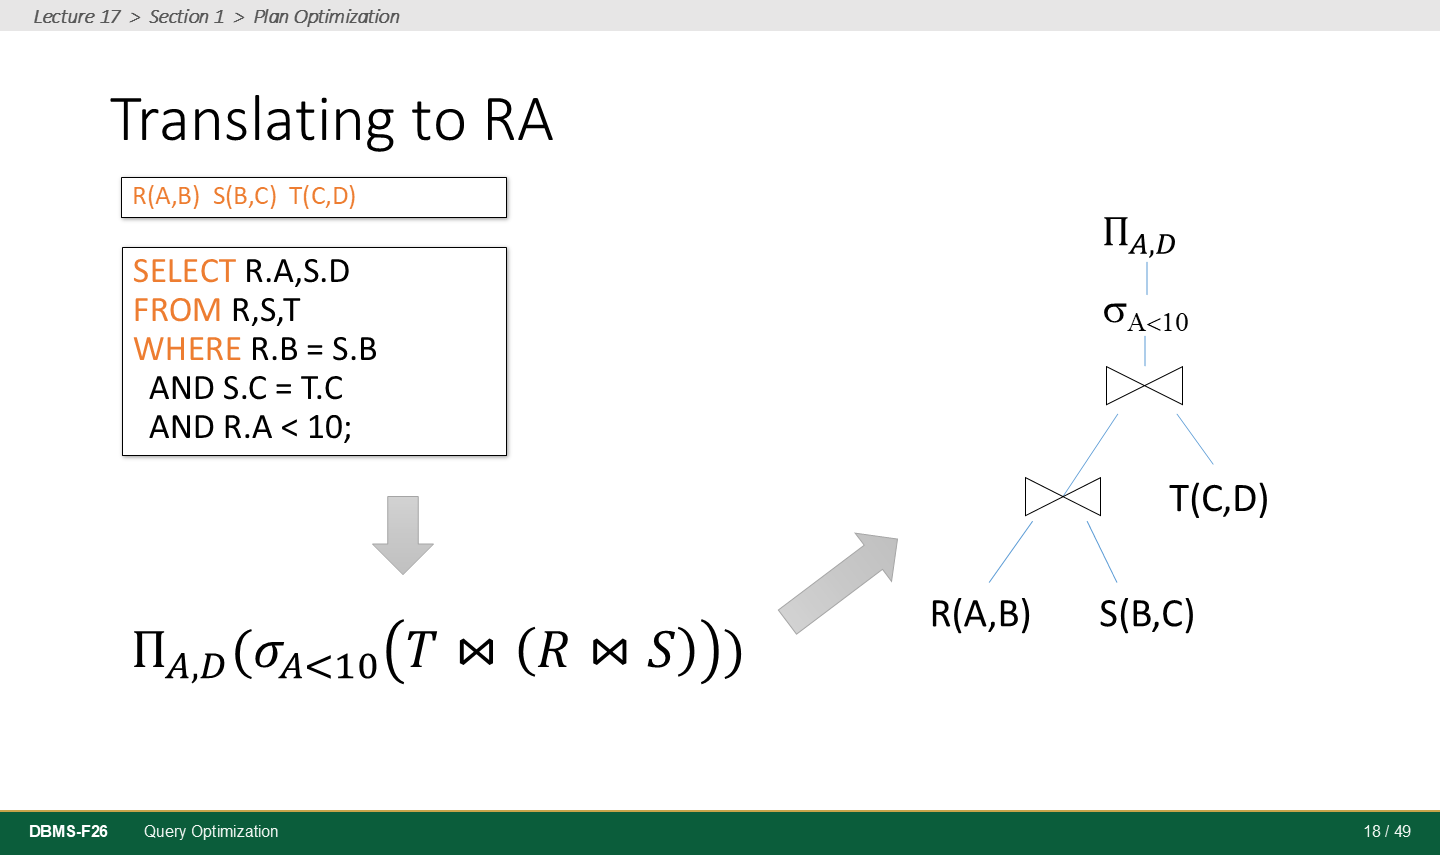 Lecture 17 > Section 1 > Plan Optimization
Translating to RA
R(A,B) S(B,C) T(C,D)
SELECT R.A,S.D
FROM R,S,T
WHERE R.B = S.B
AND S.C = T.C
AND R.A < 10;
Π_{A,D}(σ_{A<10}(T ⋈ (R ⋈ S)))
Π_{A,D}
σ_{A<10}
T(C,D)
R(A,B) S(B,C)
DBMS-F26 Query Optimization 18 / 49